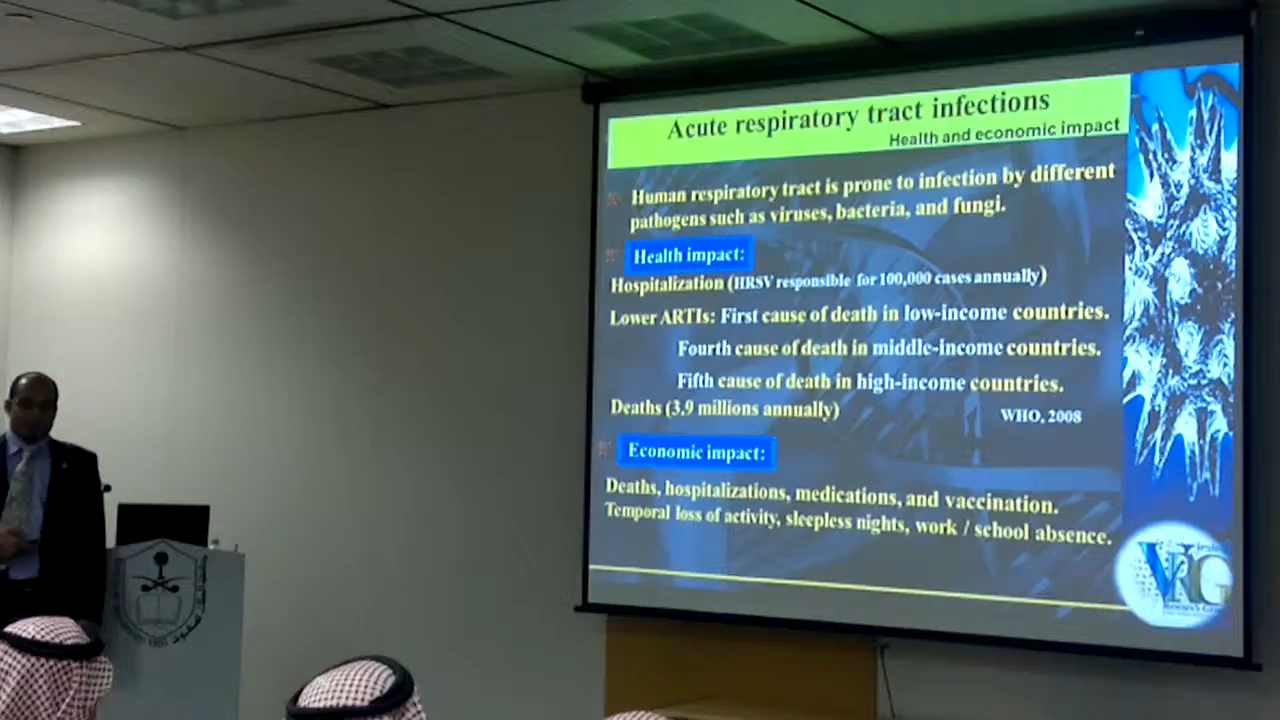 Acute respiratory tract infections
Health and economic impact
Human respiratory tract is prone to infection by different
pathogens such as viruses, bacteria, and fungi.
Health impact:
Hospitalization (HRSV responsible for 100,000 cases annually)
Lower ARTIs: First cause of death in low-income countries.
Fourth cause of death in middle-income countries.
Fifth cause of death in high-income countries.
Deaths (3.9 millions annually)
WHO, 2008
Economic impact:
Deaths, hospitalizations, medications, and vaccination.
Temporal loss of activity, sleepless nights, work / school absence.
VRG